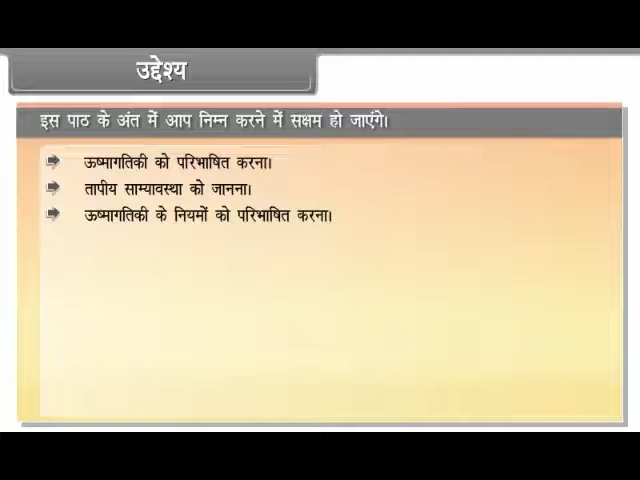 उद्देश्य
इस पाठ के अंत में आप निम्न करने में सक्षम हो जाएंगे।
ऊष्मागतिकी को परिभाषित करना।
तापीय साम्यावस्था को जानना।
ऊष्मागतिकी के नियमों को परिभाषित करना।